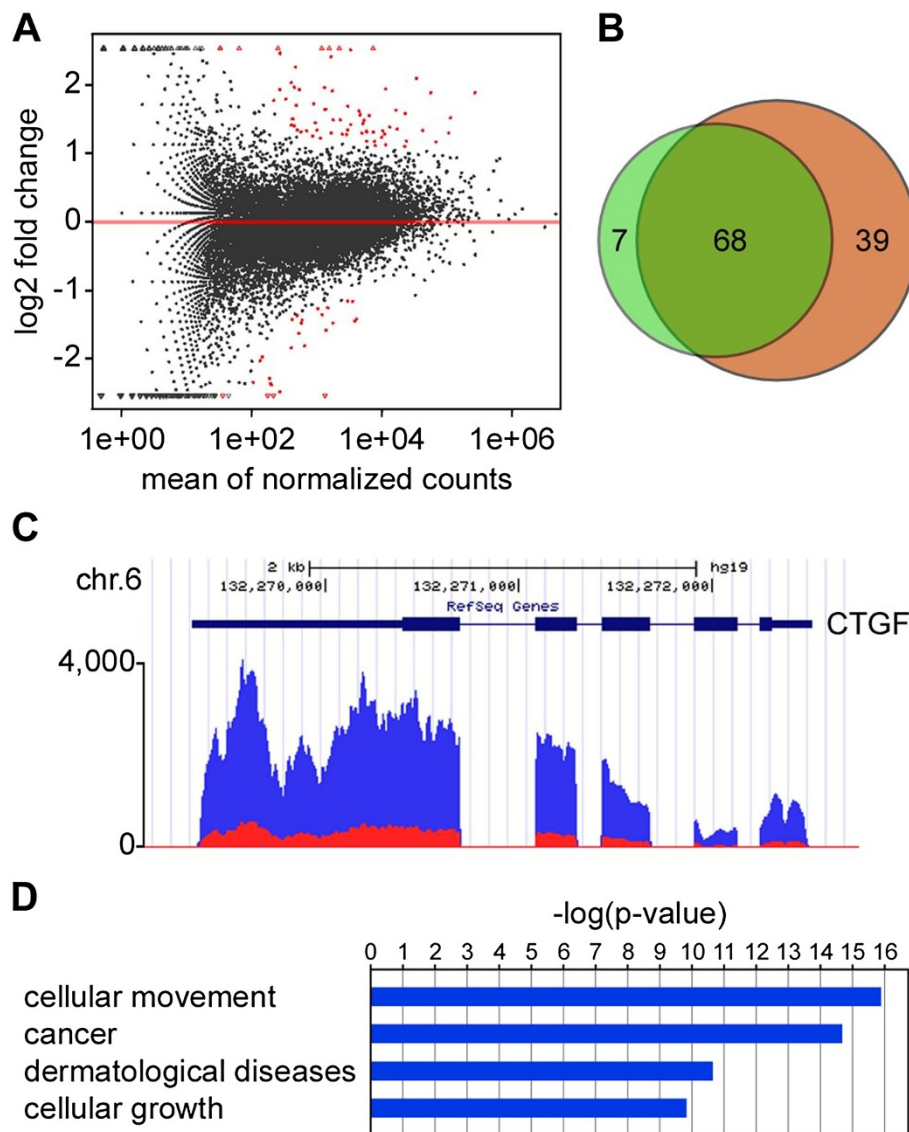 A
log2 fold change
2
1
0
-1
-2
1e+00 1e+02 1e+04 1e+06
mean of normalized counts
B
7 68 39
C
chr.6
2 kb hg19
132,270,000 132,271,000 132,272,000
RefSeq Genes
CTGF
4,000
0
D
-log(p-value)
0 1 2 3 4 5 6 7 8 9 10 11 12 13 14 15 16
cellular movement
cancer
dermatological diseases
cellular growth